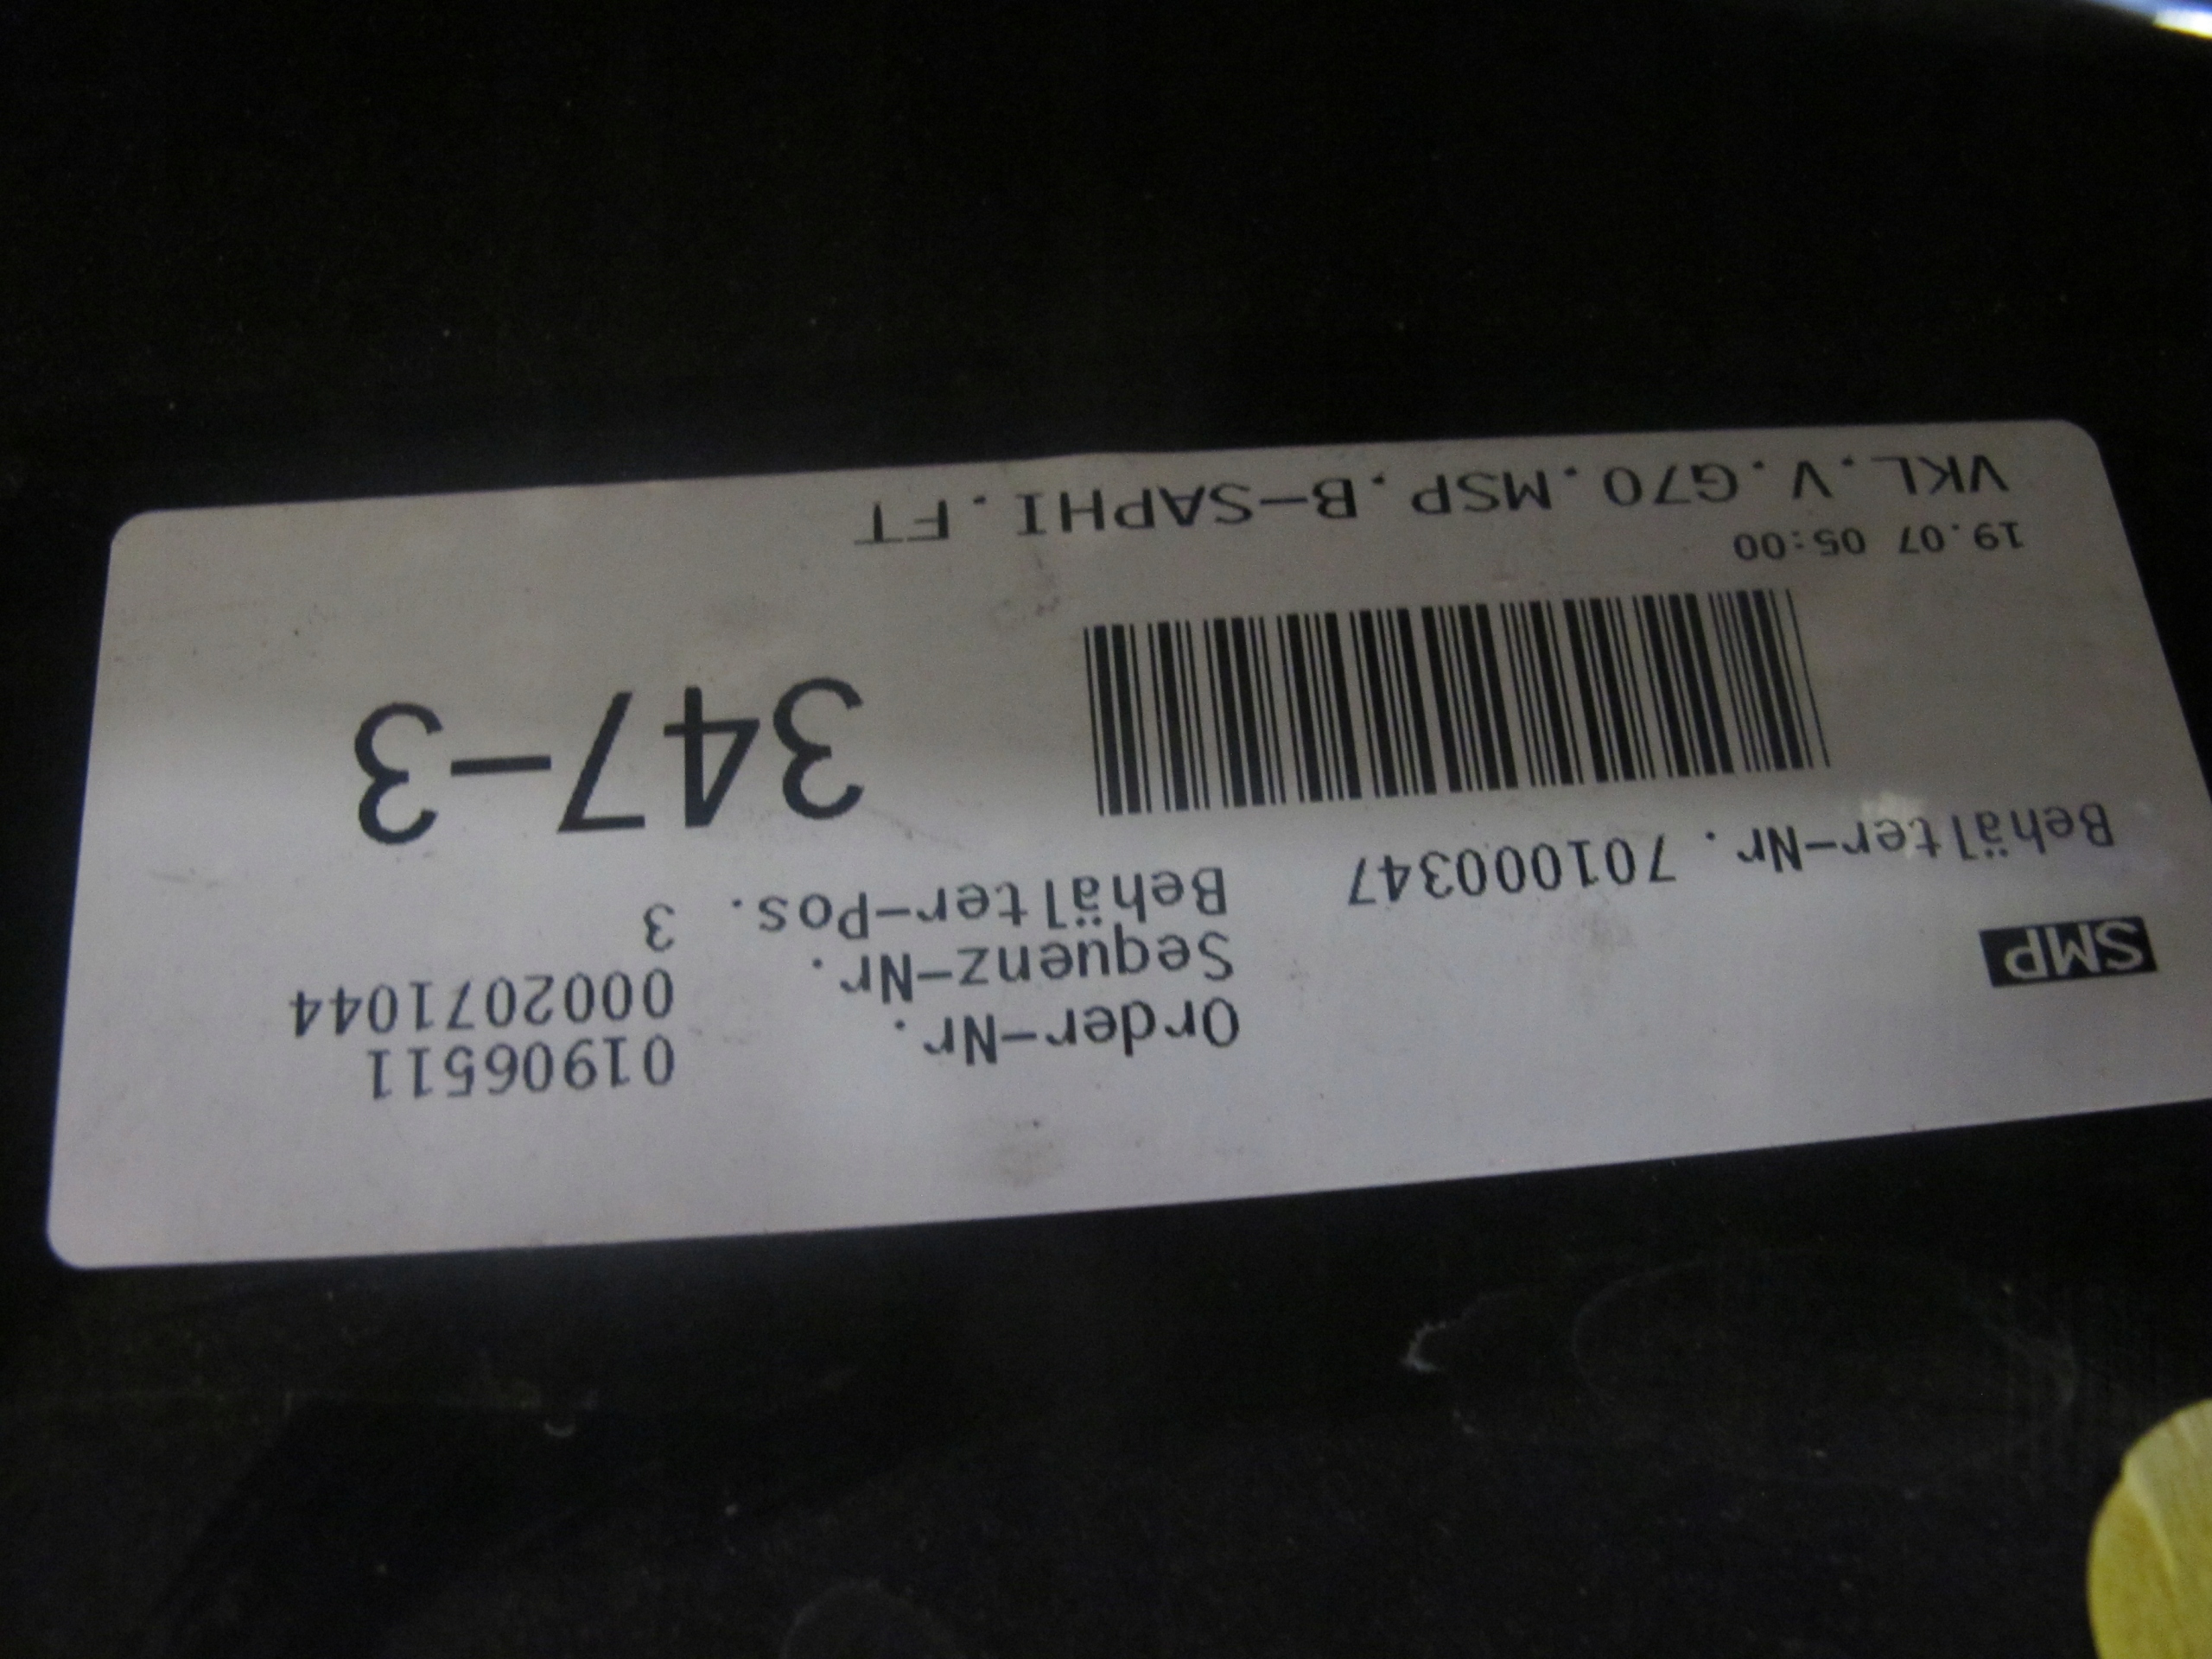 Order-Nr. 01906511
Sequenz-Nr. 0002071044
Behälter-Pos. 3
SMP
Behälter-Nr. 701000347
347-3
19.07 05:00
VKL.V.G70.MSP.B-SAPHI.FT